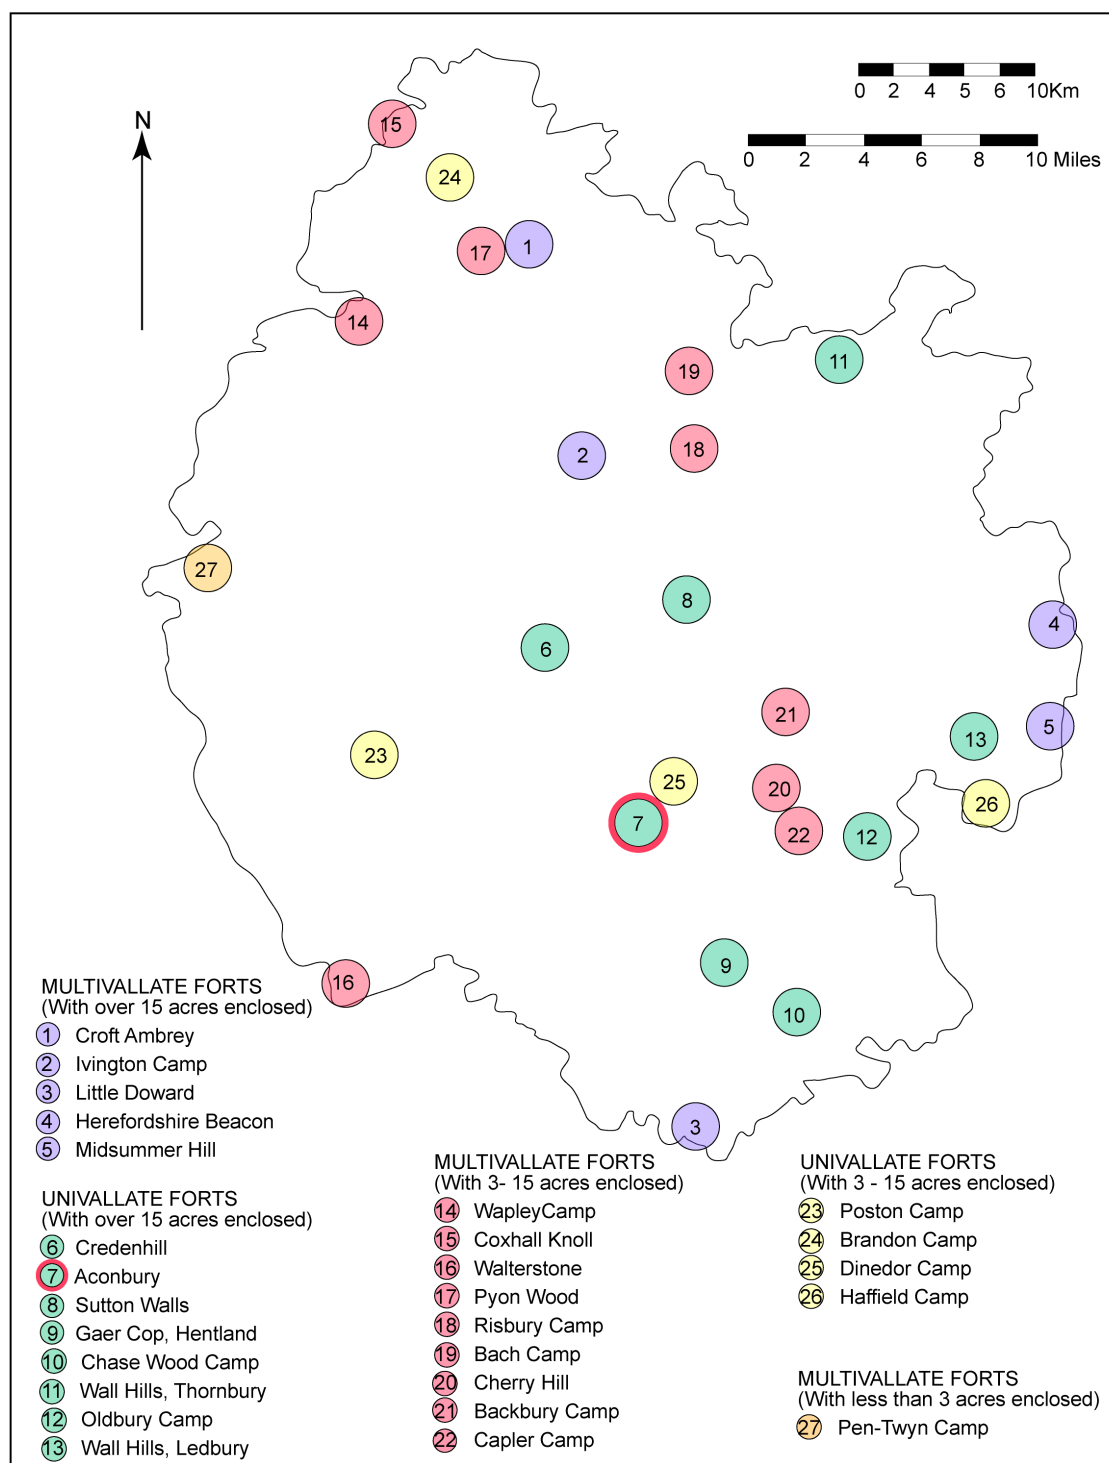 N
0 2 4 5 6 10Km
0 2 4 6 8 10 Miles
15
24
17
1
14
11
19
18
2
27
8
6
4
21
5
13
23
25
20
26
7
22
12
9
16
10
3
MULTIVALLATE FORTS
(With over 15 acres enclosed)
1 Croft Ambrey
2 Ivington Camp
3 Little Doward
4 Herefordshire Beacon
5 Midsummer Hill
UNIVALLATE FORTS
(With over 15 acres enclosed)
6 Credenhill
7 Aconbury
8 Sutton Walls
9 Gaer Cop, Hentland
10 Chase Wood Camp
11 Wall Hills, Thornbury
12 Oldbury Camp
13 Wall Hills, Ledbury
MULTIVALLATE FORTS
(With 3- 15 acres enclosed)
14 WapleyCamp
15 Coxhall Knoll
16 Walterstone
17 Pyon Wood
18 Risbury Camp
19 Bach Camp
20 Cherry Hill
21 Backbury Camp
22 Capler Camp
UNIVALLATE FORTS
(With 3 - 15 acres enclosed)
23 Poston Camp
24 Brandon Camp
25 Dinedor Camp
26 Haffield Camp
MULTIVALLATE FORTS
(With less than 3 acres enclosed)
27 Pen-Twyn Camp